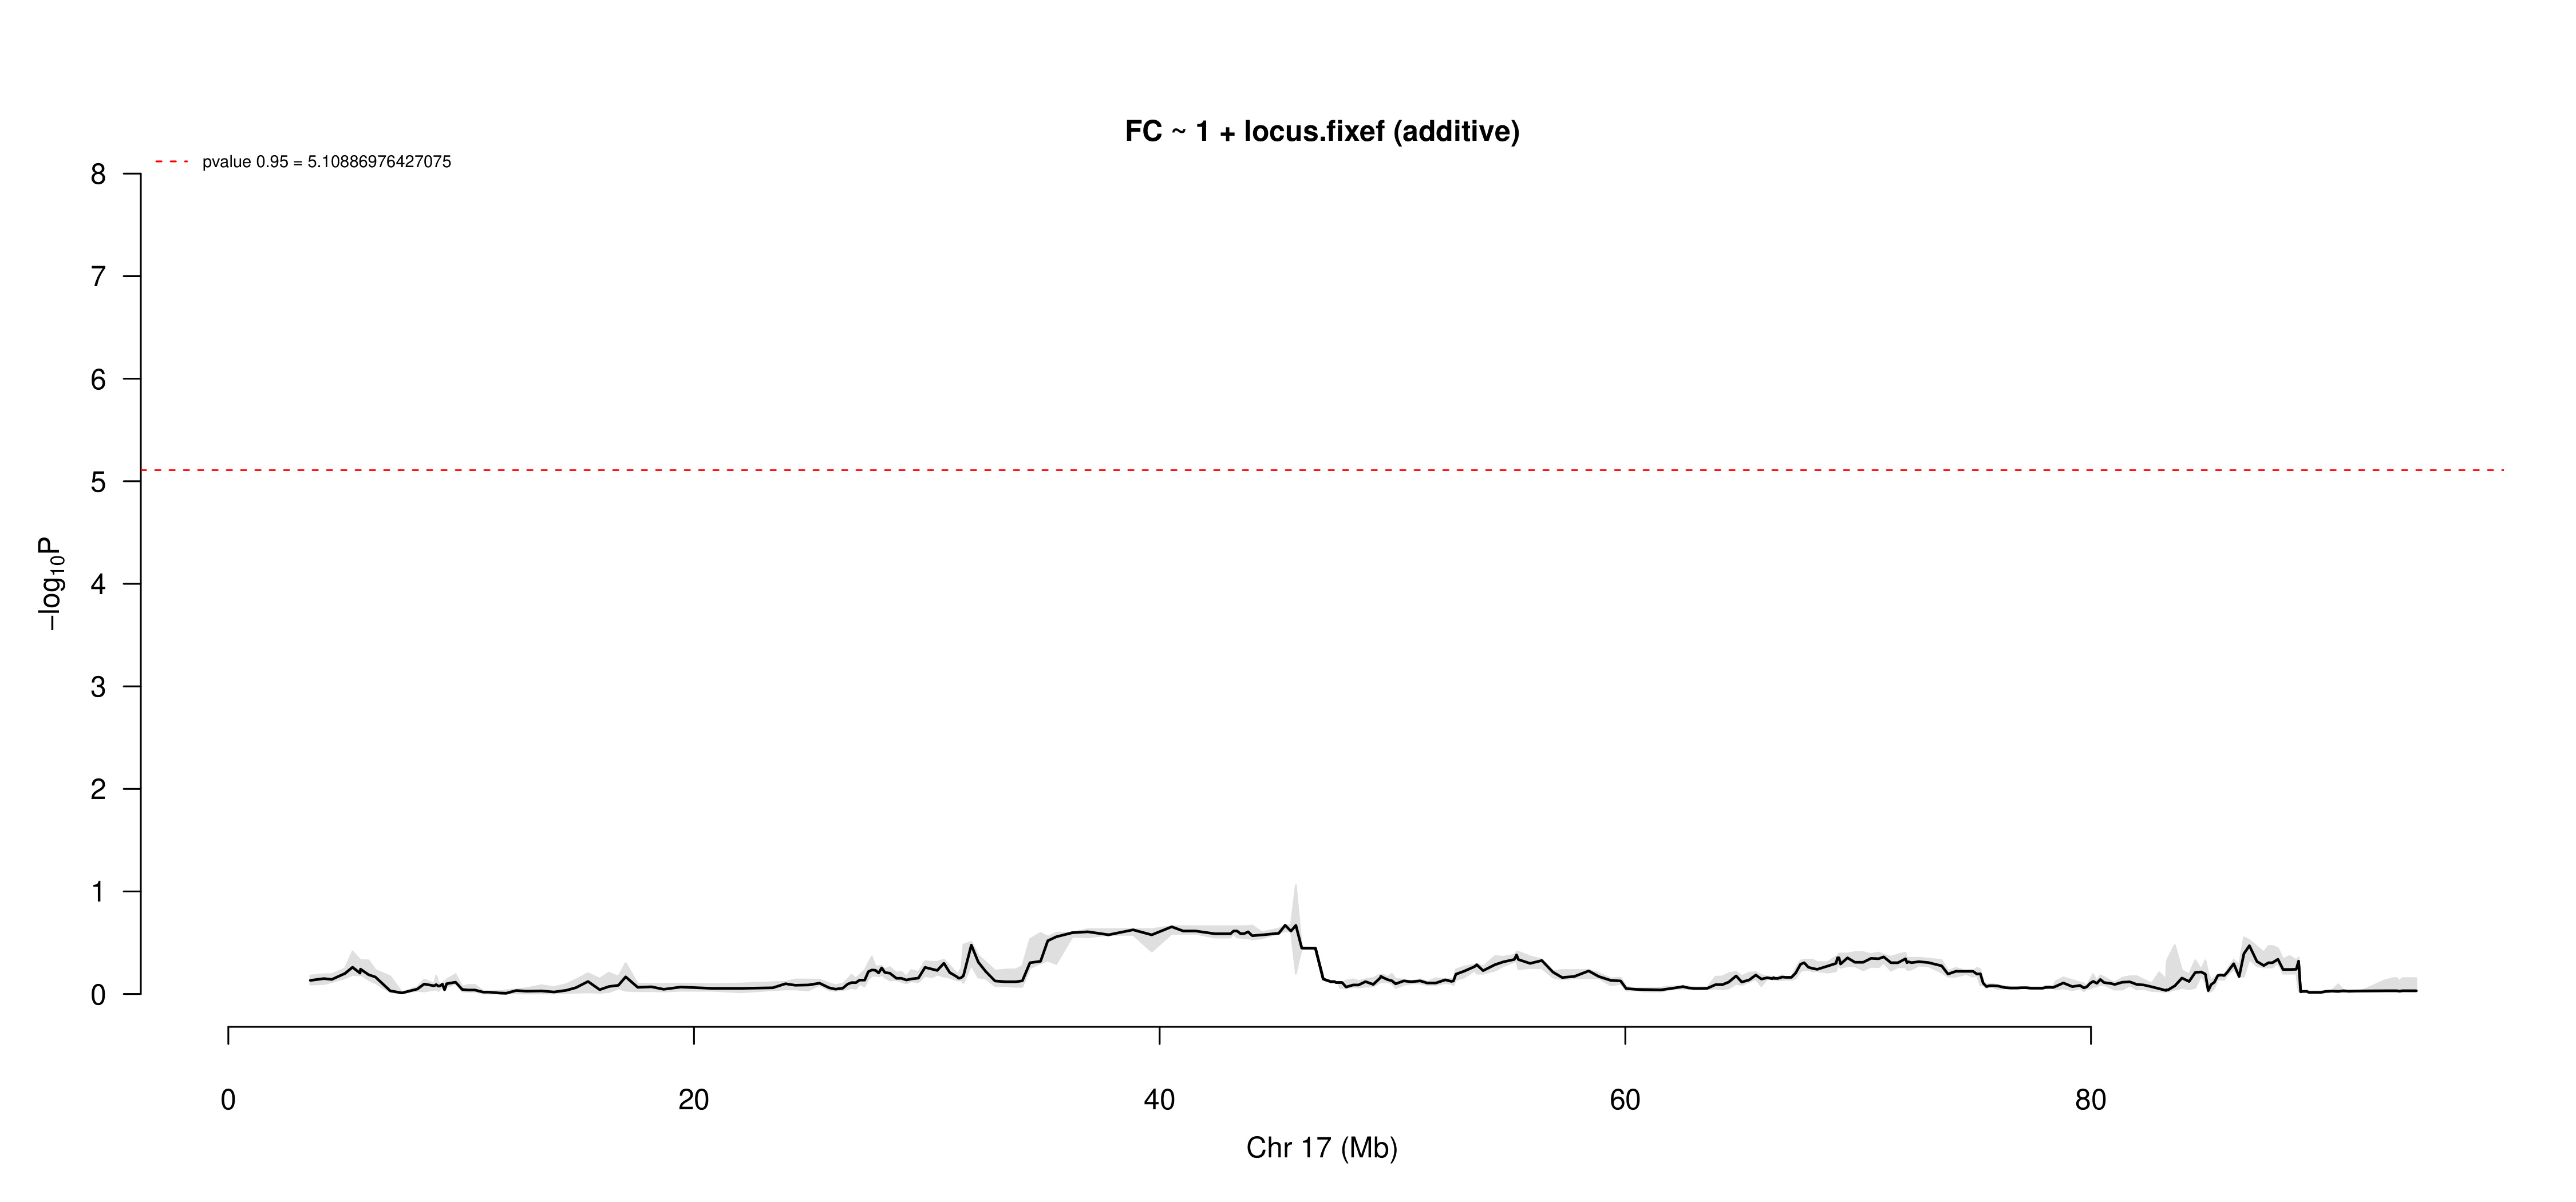 FC ~ 1 + locus.fixef (additive)
pvalue 0.95 = 5.10886976427075
8
7
6
5
4
3
2
1
0
−log10P
0 20 40 60 80
Chr 17 (Mb)